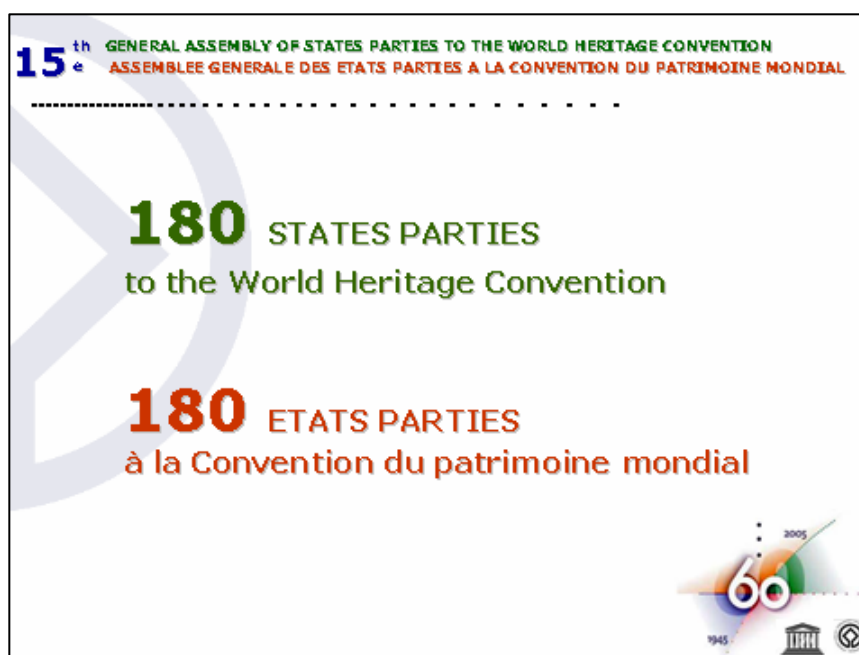 15 th e GENERAL ASSEMBLY OF STATES PARTIES TO THE WORLD HERITAGE CONVENTION
ASSEMBLEE GENERALE DES ETATS PARTIES A LA CONVENTION DU PATRIMOINE MONDIAL
180 STATES PARTIES
to the World Heritage Convention
180 ETATS PARTIES
à la Convention du patrimoine mondial
2005
60
1945